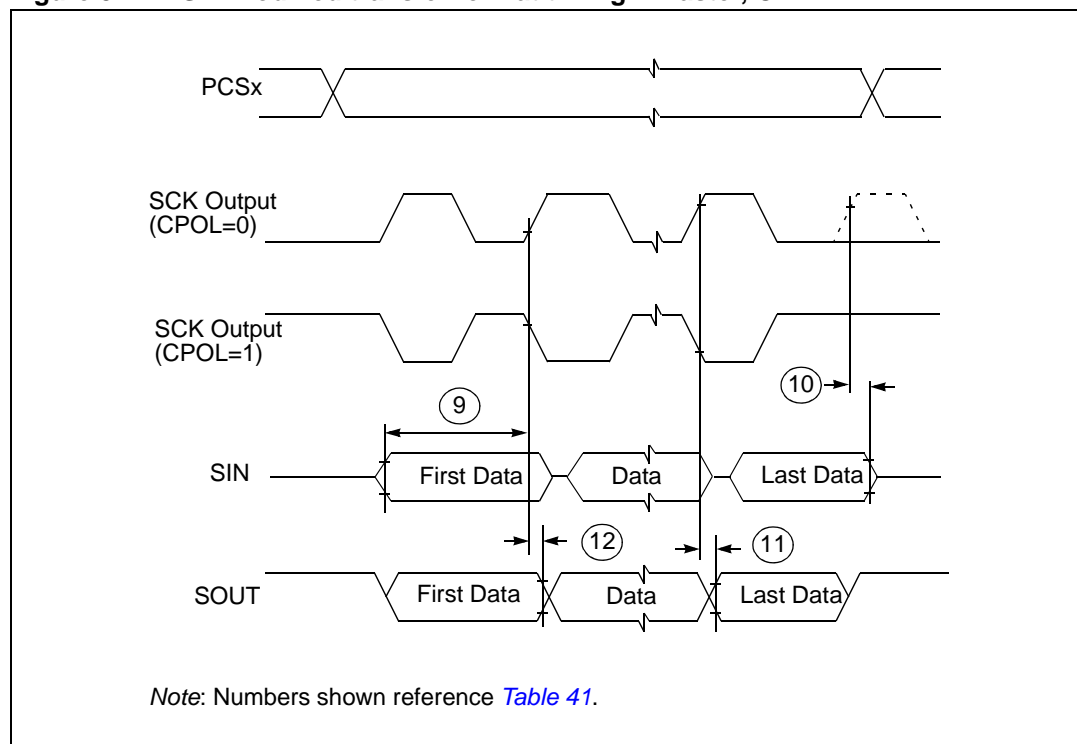 PCSx
SCK Output
(CPOL=0)
SCK Output
(CPOL=1)
10
9
SIN
First Data
Data
Last Data
12
11
SOUT
First Data
Data
Last Data
Note: Numbers shown reference Table 41.